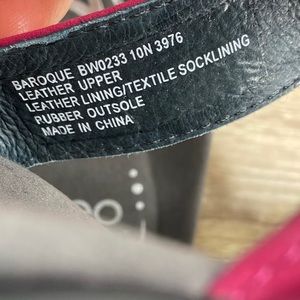 BAROQUE BW0233 10N 3976
LEATHER UPPER
LEATHER LINING/TEXTILE SOCKLINING
RUBBER OUTSOLE
MADE IN CHINA